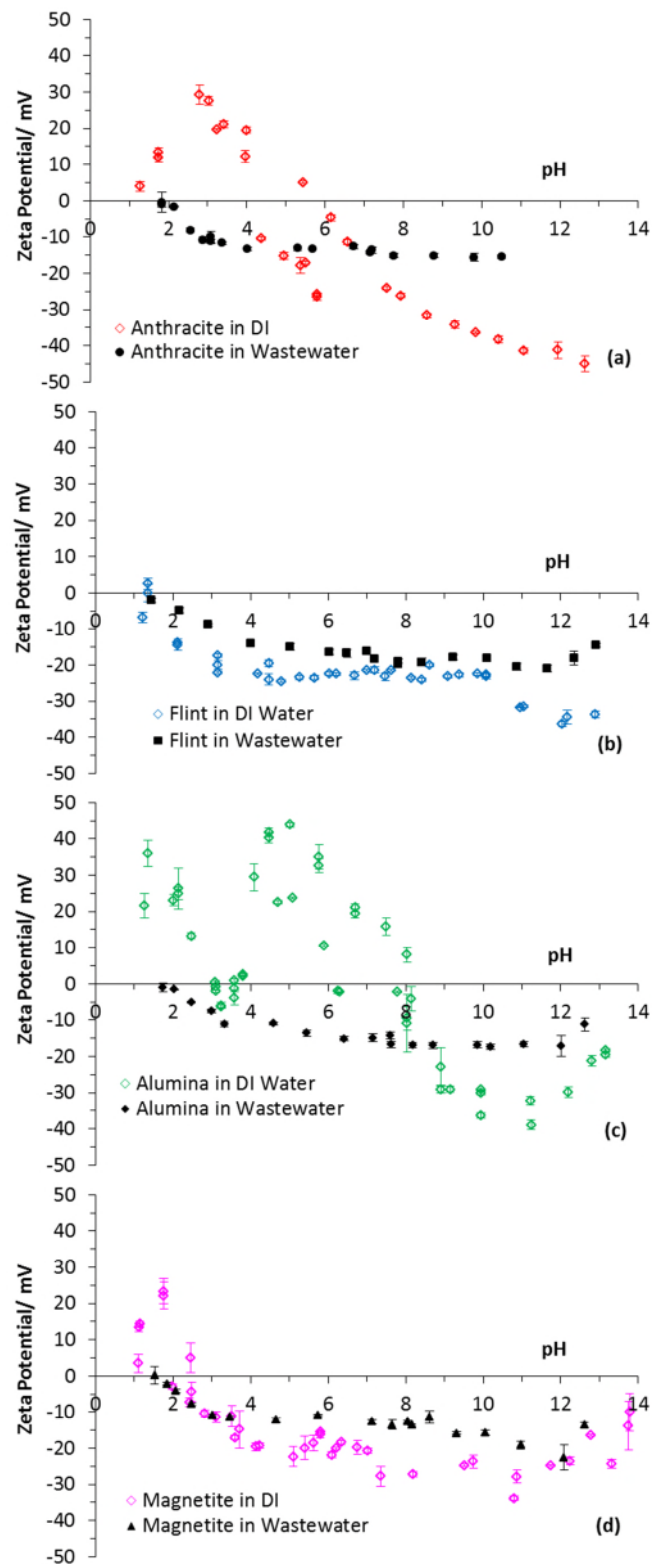 50
40
30
20
10
0
-10
-20
-30
-40
-50
Zeta Potential/ mV
pH
0 2 4 6 8 10 12 14
Anthracite in DI
Anthracite in Wastewater
(a)
50
40
30
20
10
0
-10
-20
-30
-40
-50
Zeta Potential/ mV
pH
0 2 4 6 8 10 12 14
Flint in DI Water
Flint in Wastewater
(b)
50
40
30
20
10
0
-10
-20
-30
-40
-50
Zeta Potential/ mV
pH
0 2 4 6 8 10 12 14
Alumina in DI Water
Alumina in Wastewater
(c)
50
40
30
20
10
0
-10
-20
-30
-40
-50
Zeta Potential/ mV
pH
0 2 4 6 8 10 12 14
Magnetite in DI
Magnetite in Wastewater
(d)